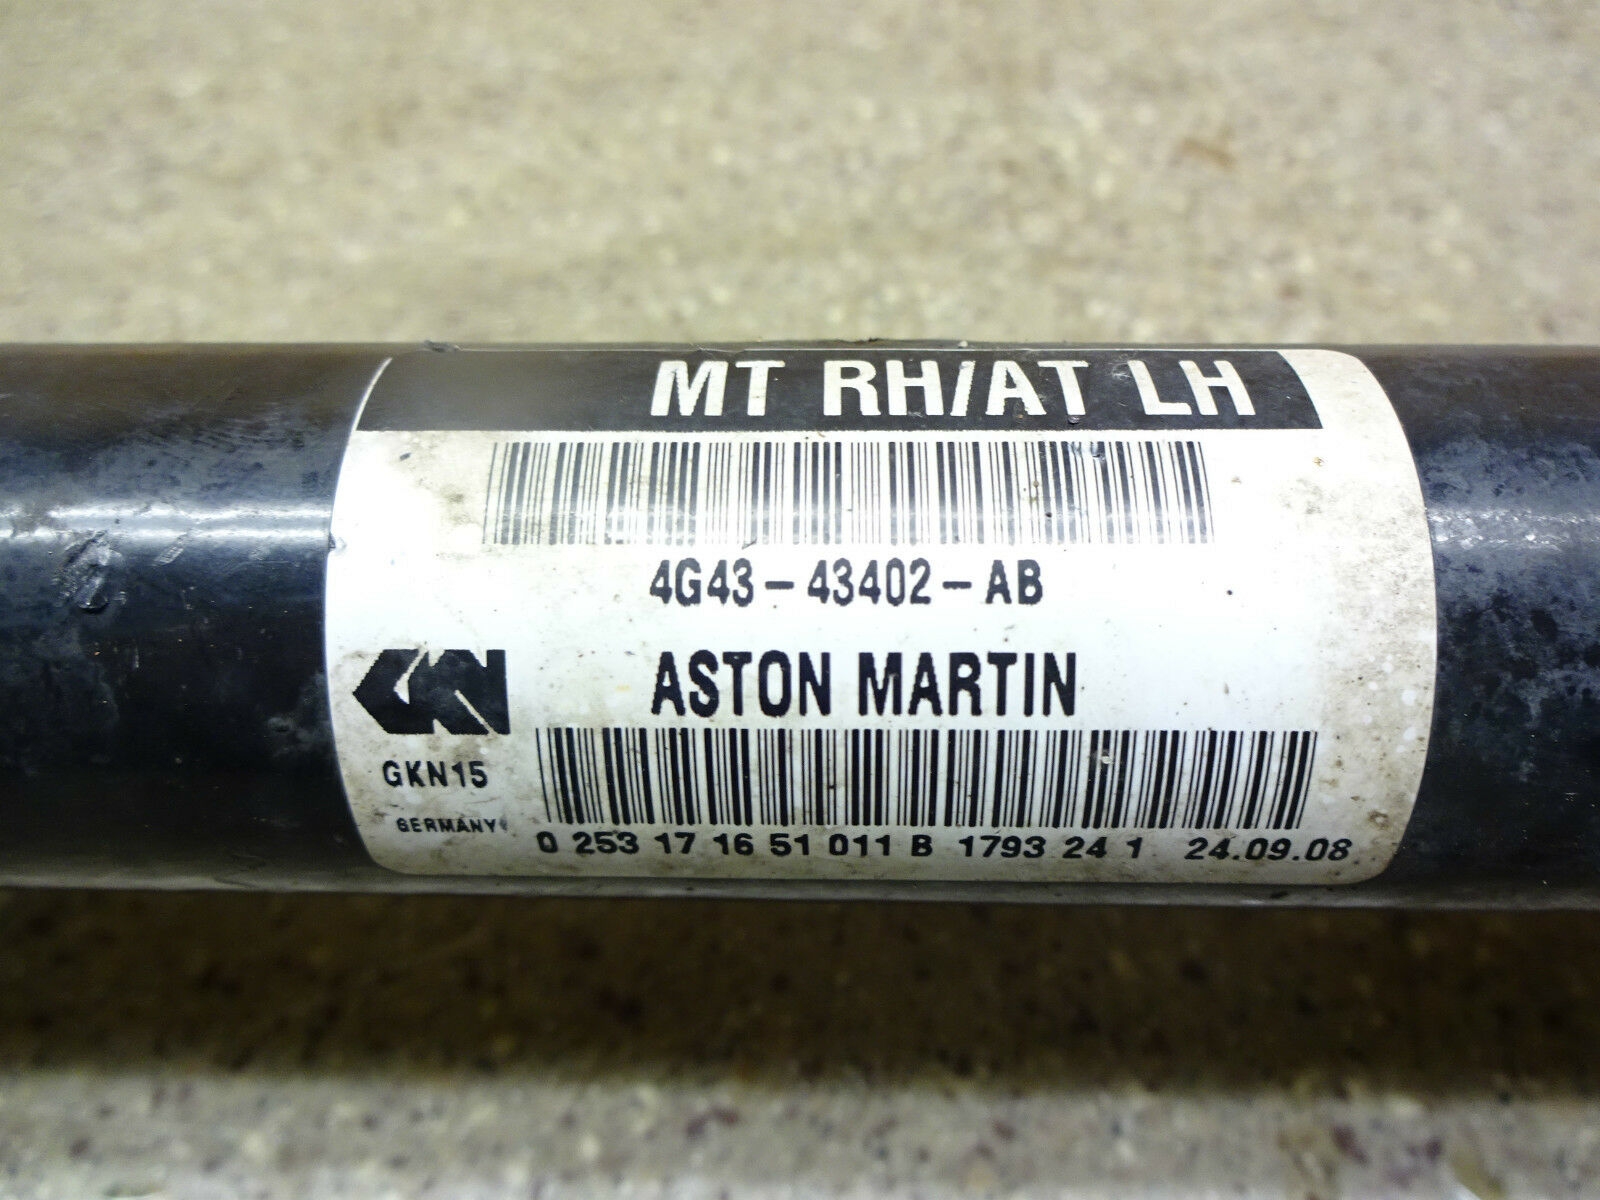 MT RH/AT LH
4G43-43402-AB
ASTON MARTIN
GKN
GKN15
GERMANY
0 253 17 16 51 011 B 1793 24 1 24.09.08